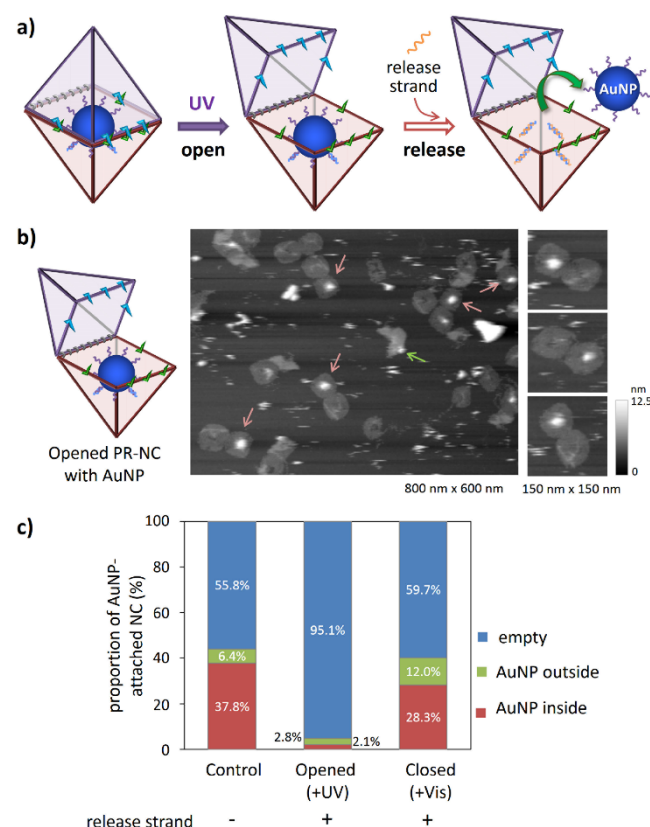 a)
UV
open
release
strand
release
AuNP
b)
Opened PR-NC
with AuNP
nm
12.5
0
800 nm x 600 nm
150 nm x 150 nm
c)
proportion of AuNP-
attached NC (%)
100
80
60
40
20
0
55.8%
6.4%
37.8%
95.1%
2.8%
2.1%
59.7%
12.0%
28.3%
empty
AuNP outside
AuNP inside
Control
Opened
(+UV)
Closed
(+Vis)
release strand - + +